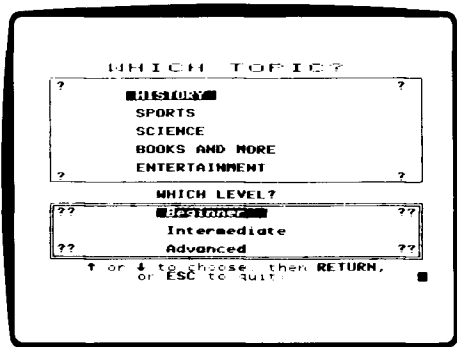 WHICH TOPIC?
? ?
HISTORY
SPORTS
SCIENCE
BOOKS AND MORE
ENTERTAINMENT
? ?
WHICH LEVEL?
?? Beginner ??
Intermediate
?? Advanced ??
↑ or ↓ to choose, then RETURN,
or ESC to quit.